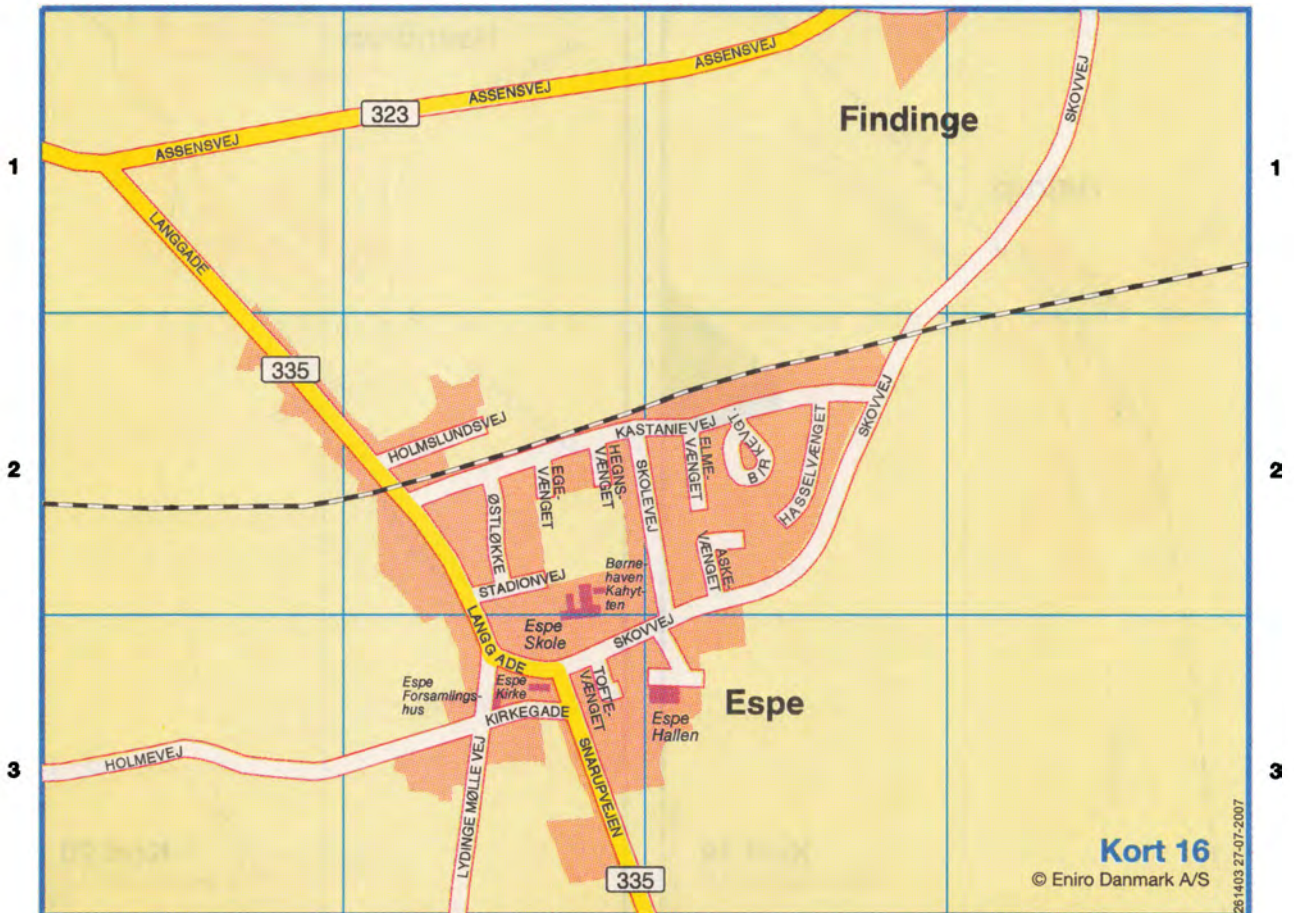 ASSENSVEJ
ASSENSVEJ
323
ASSENSVEJ
Findinge
SKOVVEJ
1
1
LANGGADE
335
HOLMSLUNDSVEJ
KASTANIEVEJ
BIRKEVGT.
SKOVVEJ
2
2
EGE-
VÆNGET
HEGNS-
VÆNGET
SKOLEVEJ
ELME-
VÆNGET
HASSELVÆNGET
ØSTLØKKE
STADIONVEJ
Børne-
haven
Kahyt-
ten
ASKE-
VÆNGET
LANGGADE
Espe
Skole
SKOVVEJ
Espe
Forsamlings-
hus
Espe
Kirke
TOFTE-
VÆNGET
Espe
KIRKEGADE
Espe
Hallen
HOLMEVEJ
3
3
LYDINGE MØLLE VEJ
SNARUPVEJEN
335
Kort 16
© Eniro Danmark A/S
261403 27-07-2007